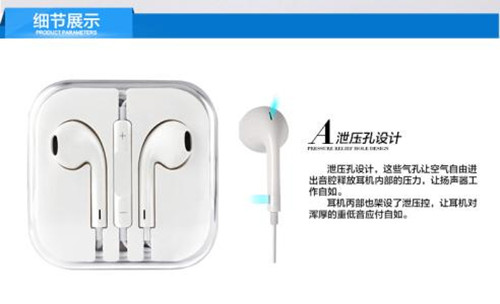 细节展示
PRODUCT PARAMETERS
A 泄压孔设计
PRESSURE RELIEF HOLE DESIGN
泄压孔设计，这些气孔让空气自由进
出音腔释放耳机内部的压力，让扬声器工
作自如。
耳机丙部也架设了泄压控，让耳机对
浑厚的重低音应付自如。